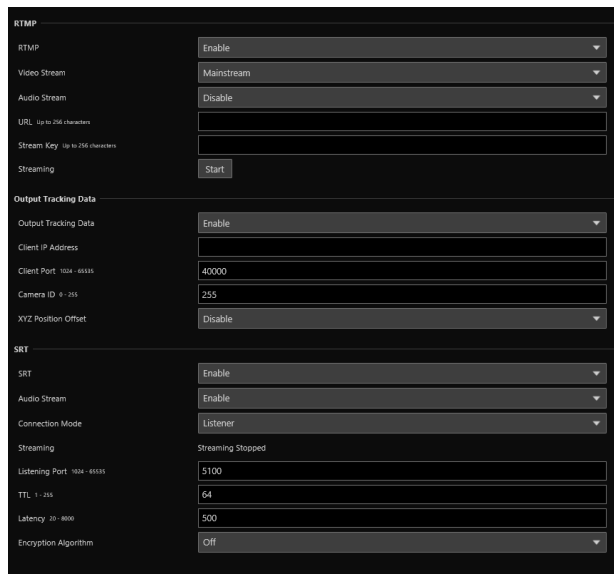 RTMP
RTMP Enable
Video Stream Mainstream
Audio Stream Disable
URL Up to 256 characters
Stream Key Up to 256 characters
Streaming Start
Output Tracking Data
Output Tracking Data Enable
Client IP Address
Client Port 1024 - 65535 40000
Camera ID 0 - 255 255
XYZ Position Offset Disable
SRT
SRT Enable
Audio Stream Enable
Connection Mode Listener
Streaming Streaming Stopped
Listening Port 1024 - 65535 5100
TTL 1 - 255 64
Latency 20 - 8000 500
Encryption Algorithm Off